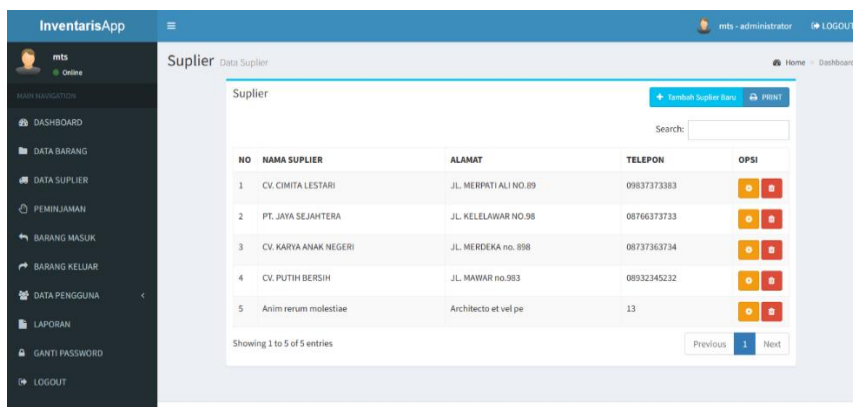 InventarisApp
mts - administrator LOGOUT
mts
Online
MAIN NAVIGATION
DASHBOARD
DATA BARANG
DATA SUPLIER
PEMINJAMAN
BARANG MASUK
BARANG KELUAR
DATA PENGGUNA
LAPORAN
GANTI PASSWORD
LOGOUT
Suplier Data Suplier
Home > Dashboard
Suplier
Tambah Suplier Baru PRINT
Search:
NO NAMA SUPLIER ALAMAT TELEPON OPSI
1 CV. CIMITA LESTARI JL. MERPATI ALI NO.89 09837373383
2 PT. JAYA SEJAHTERA JL. KELELAWAR NO.98 08766373733
3 CV. KARYA ANAK NEGERI JL. MERDEKA no. 898 08737363734
4 CV. PUTIH BERSIH JL. MAWAR no.983 08932345232
5 Anim rerum molestiae Architecto et vel pe 13
Showing 1 to 5 of 5 entries
Previous 1 Next